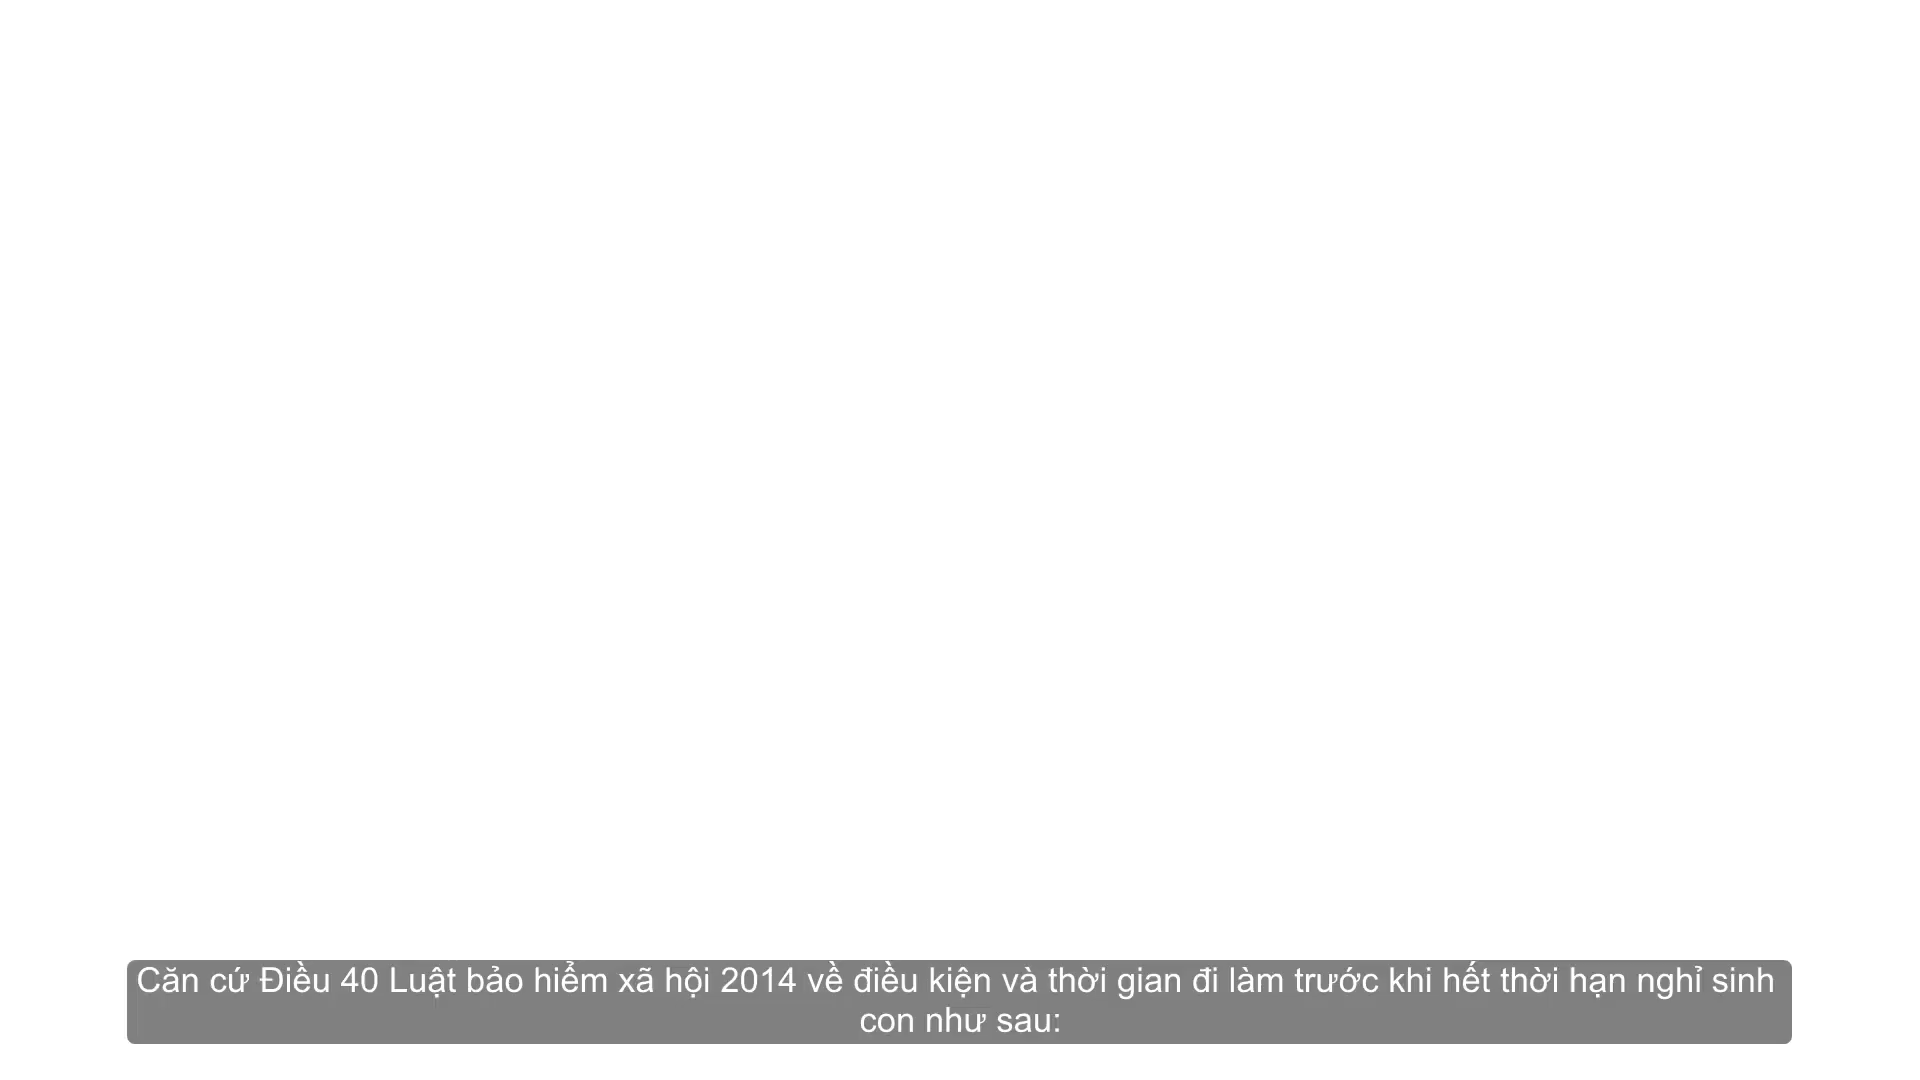 Căn cứ Điều 40 Luật bảo hiểm xã hội 2014 về điều kiện và thời gian đi làm trước khi hết thời hạn nghỉ sinh
con như sau: